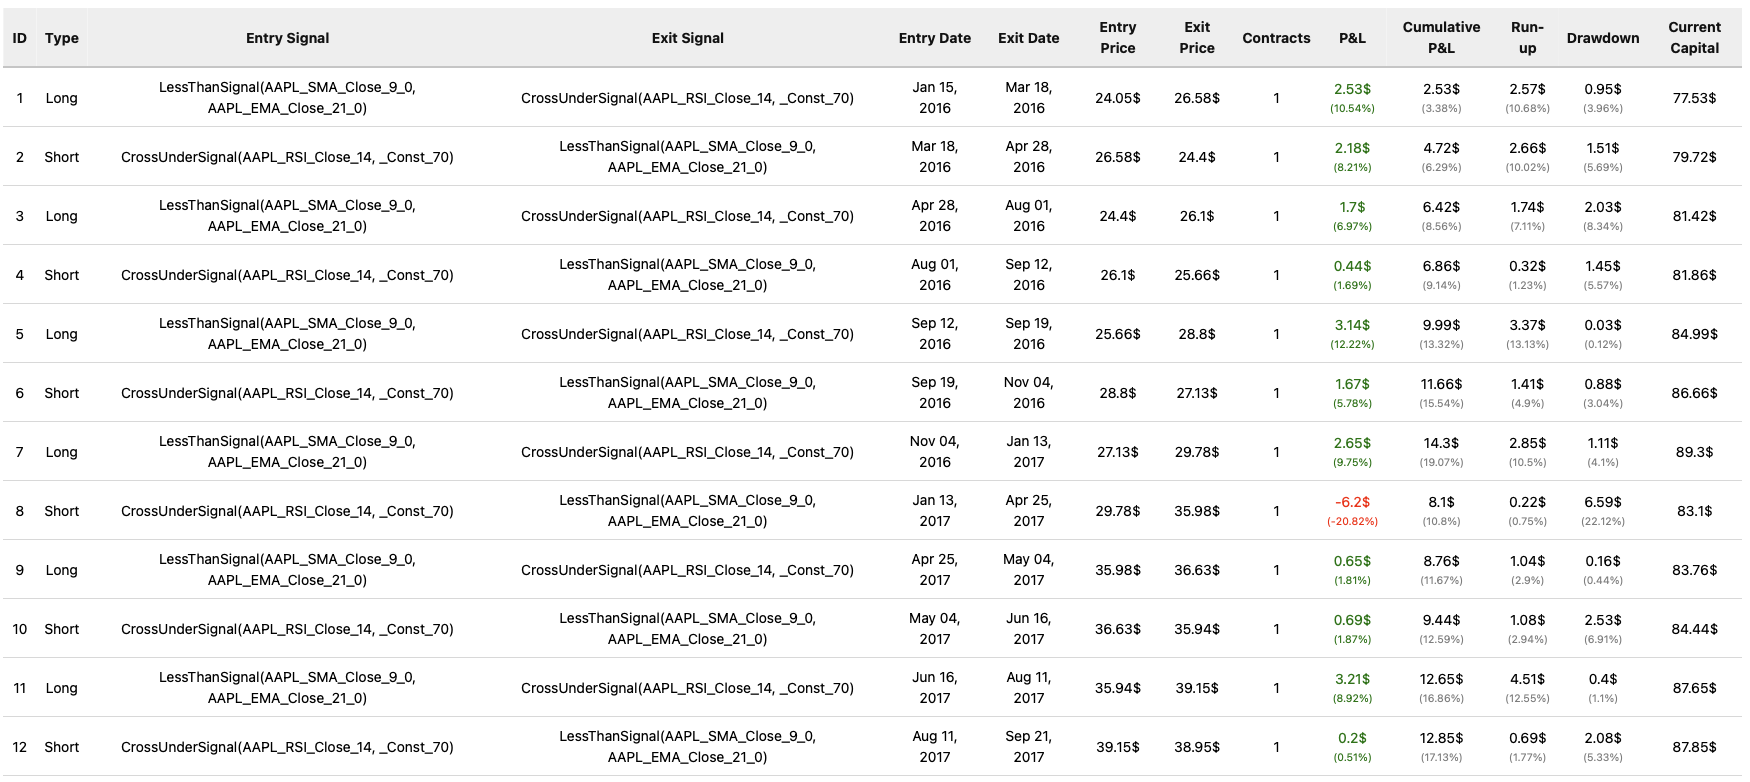 ID Type Entry Signal Exit Signal Entry Date Exit Date Entry Price Exit Price Contracts P&L Cumulative P&L Run-up Drawdown Current Capital
1 Long LessThanSignal(AAPL_SMA_Close_9_0, AAPL_EMA_Close_21_0) CrossUnderSignal(AAPL_RSI_Close_14, _Const_70) Jan 15, 2016 Mar 18, 2016 24.05$ 26.58$ 1 2.53$ (10.54%) 2.53$ (3.38%) 2.57$ (10.68%) 0.95$ (3.96%) 77.53$
2 Short CrossUnderSignal(AAPL_RSI_Close_14, _Const_70) LessThanSignal(AAPL_SMA_Close_9_0, AAPL_EMA_Close_21_0) Mar 18, 2016 Apr 28, 2016 26.58$ 24.4$ 1 2.18$ (8.21%) 4.72$ (6.29%) 2.66$ (10.02%) 1.51$ (5.69%) 79.72$
3 Long LessThanSignal(AAPL_SMA_Close_9_0, AAPL_EMA_Close_21_0) CrossUnderSignal(AAPL_RSI_Close_14, _Const_70) Apr 28, 2016 Aug 01, 2016 24.4$ 26.1$ 1 1.7$ (6.97%) 6.42$ (8.56%) 1.74$ (7.11%) 2.03$ (8.34%) 81.42$
4 Short CrossUnderSignal(AAPL_RSI_Close_14, _Const_70) LessThanSignal(AAPL_SMA_Close_9_0, AAPL_EMA_Close_21_0) Aug 01, 2016 Sep 12, 2016 26.1$ 25.66$ 1 0.44$ (1.69%) 6.86$ (9.14%) 0.32$ (1.23%) 1.45$ (5.57%) 81.86$
5 Long LessThanSignal(AAPL_SMA_Close_9_0, AAPL_EMA_Close_21_0) CrossUnderSignal(AAPL_RSI_Close_14, _Const_70) Sep 12, 2016 Sep 19, 2016 25.66$ 28.8$ 1 3.14$ (12.22%) 9.99$ (13.32%) 3.37$ (13.13%) 0.03$ (0.12%) 84.99$
6 Short CrossUnderSignal(AAPL_RSI_Close_14, _Const_70) LessThanSignal(AAPL_SMA_Close_9_0, AAPL_EMA_Close_21_0) Sep 19, 2016 Nov 04, 2016 28.8$ 27.13$ 1 1.67$ (5.78%) 11.66$ (15.54%) 1.41$ (4.9%) 0.88$ (3.04%) 86.66$
7 Long LessThanSignal(AAPL_SMA_Close_9_0, AAPL_EMA_Close_21_0) CrossUnderSignal(AAPL_RSI_Close_14, _Const_70) Nov 04, 2016 Jan 13, 2017 27.13$ 29.78$ 1 2.65$ (9.75%) 14.3$ (19.07%) 2.85$ (10.5%) 1.11$ (4.1%) 89.3$
8 Short CrossUnderSignal(AAPL_RSI_Close_14, _Const_70) LessThanSignal(AAPL_SMA_Close_9_0, AAPL_EMA_Close_21_0) Jan 13, 2017 Apr 25, 2017 29.78$ 35.98$ 1 -6.2$ (-20.82%) 8.1$ (10.8%) 0.22$ (0.75%) 6.59$ (22.12%) 83.1$
9 Long LessThanSignal(AAPL_SMA_Close_9_0, AAPL_EMA_Close_21_0) CrossUnderSignal(AAPL_RSI_Close_14, _Const_70) Apr 25, 2017 May 04, 2017 35.98$ 36.63$ 1 0.65$ (1.81%) 8.76$ (11.67%) 1.04$ (2.9%) 0.16$ (0.44%) 83.76$
10 Short CrossUnderSignal(AAPL_RSI_Close_14, _Const_70) LessThanSignal(AAPL_SMA_Close_9_0, AAPL_EMA_Close_21_0) May 04, 2017 Jun 16, 2017 36.63$ 35.94$ 1 0.69$ (1.87%) 9.44$ (12.59%) 1.08$ (2.94%) 2.53$ (6.91%) 84.44$
11 Long LessThanSignal(AAPL_SMA_Close_9_0, AAPL_EMA_Close_21_0) CrossUnderSignal(AAPL_RSI_Close_14, _Const_70) Jun 16, 2017 Aug 11, 2017 35.94$ 39.15$ 1 3.21$ (8.92%) 12.65$ (16.86%) 4.51$ (12.55%) 0.4$ (1.1%) 87.65$
12 Short CrossUnderSignal(AAPL_RSI_Close_14, _Const_70) LessThanSignal(AAPL_SMA_Close_9_0, AAPL_EMA_Close_21_0) Aug 11, 2017 Sep 21, 2017 39.15$ 38.95$ 1 0.2$ (0.51%) 12.85$ (17.13%) 0.69$ (1.77%) 2.08$ (5.33%) 87.85$